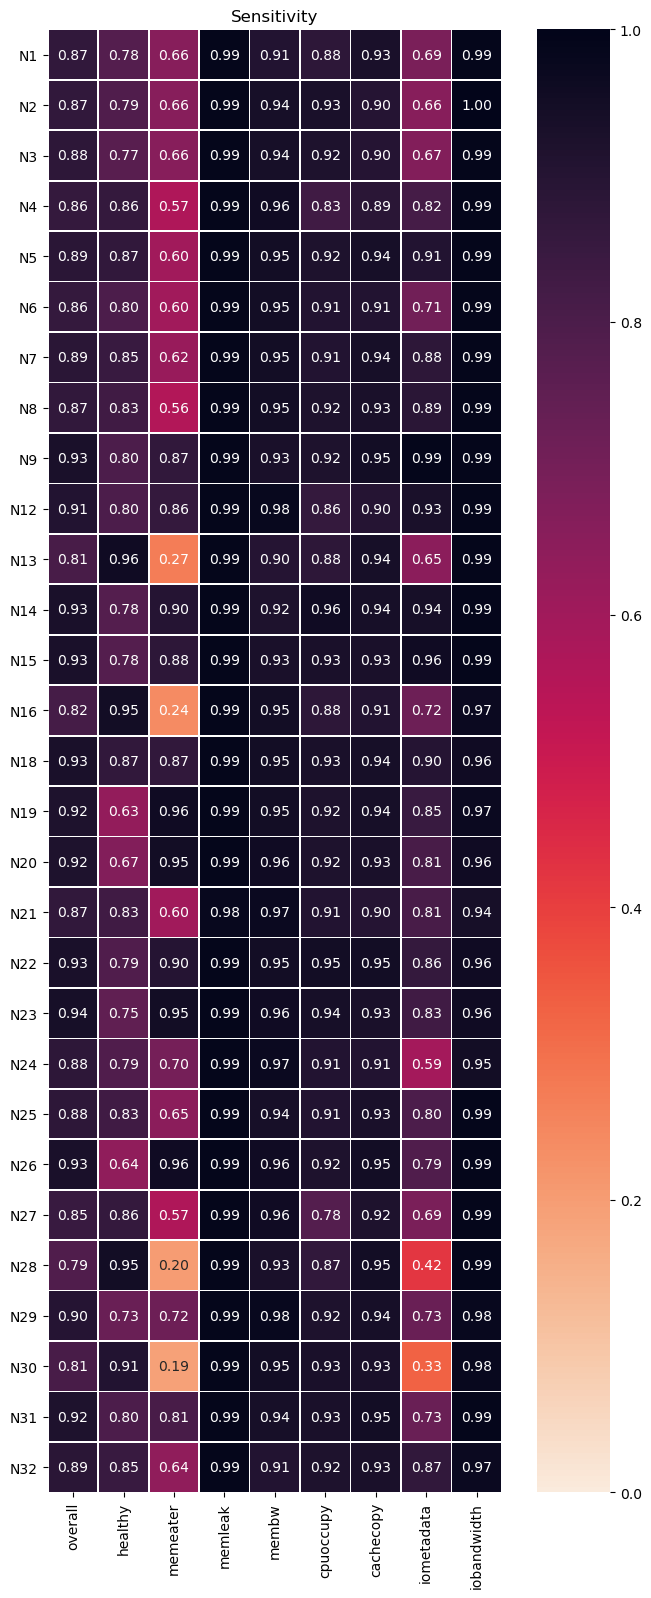 Sensitivity
N1 0.87 0.78 0.66 0.99 0.91 0.88 0.93 0.69 0.99
N2 0.87 0.79 0.66 0.99 0.94 0.93 0.90 0.66 1.00
N3 0.88 0.77 0.66 0.99 0.94 0.92 0.90 0.67 0.99
N4 0.86 0.86 0.57 0.99 0.96 0.83 0.89 0.82 0.99
N5 0.89 0.87 0.60 0.99 0.95 0.92 0.94 0.91 0.99
N6 0.86 0.80 0.60 0.99 0.95 0.91 0.91 0.71 0.99
N7 0.89 0.85 0.62 0.99 0.95 0.91 0.94 0.88 0.99
N8 0.87 0.83 0.56 0.99 0.95 0.92 0.93 0.89 0.99
N9 0.93 0.80 0.87 0.99 0.93 0.92 0.95 0.99 0.99
N12 0.91 0.80 0.86 0.99 0.98 0.86 0.90 0.93 0.99
N13 0.81 0.96 0.27 0.99 0.90 0.88 0.94 0.65 0.99
N14 0.93 0.78 0.90 0.99 0.92 0.96 0.94 0.94 0.99
N15 0.93 0.78 0.88 0.99 0.93 0.93 0.93 0.96 0.99
N16 0.82 0.95 0.24 0.99 0.95 0.88 0.91 0.72 0.97
N18 0.93 0.87 0.87 0.99 0.95 0.93 0.94 0.90 0.96
N19 0.92 0.63 0.96 0.99 0.95 0.92 0.94 0.85 0.97
N20 0.92 0.67 0.95 0.99 0.96 0.92 0.93 0.81 0.96
N21 0.87 0.83 0.60 0.98 0.97 0.91 0.90 0.81 0.94
N22 0.93 0.79 0.90 0.99 0.95 0.95 0.95 0.86 0.96
N23 0.94 0.75 0.95 0.99 0.96 0.94 0.93 0.83 0.96
N24 0.88 0.79 0.70 0.99 0.97 0.91 0.91 0.59 0.95
N25 0.88 0.83 0.65 0.99 0.94 0.91 0.93 0.80 0.99
N26 0.93 0.64 0.96 0.99 0.96 0.92 0.95 0.79 0.99
N27 0.85 0.86 0.57 0.99 0.96 0.78 0.92 0.69 0.99
N28 0.79 0.95 0.20 0.99 0.93 0.87 0.95 0.42 0.99
N29 0.90 0.73 0.72 0.99 0.98 0.92 0.94 0.73 0.98
N30 0.81 0.91 0.19 0.99 0.95 0.93 0.93 0.33 0.98
N31 0.92 0.80 0.81 0.99 0.94 0.93 0.95 0.73 0.99
N32 0.89 0.85 0.64 0.99 0.91 0.92 0.93 0.87 0.97
overall
healthy
memeater
memleak
membw
cpuoccupy
cachecopy
iometadata
iobandwidth
1.0
0.8
0.6
0.4
0.2
0.0